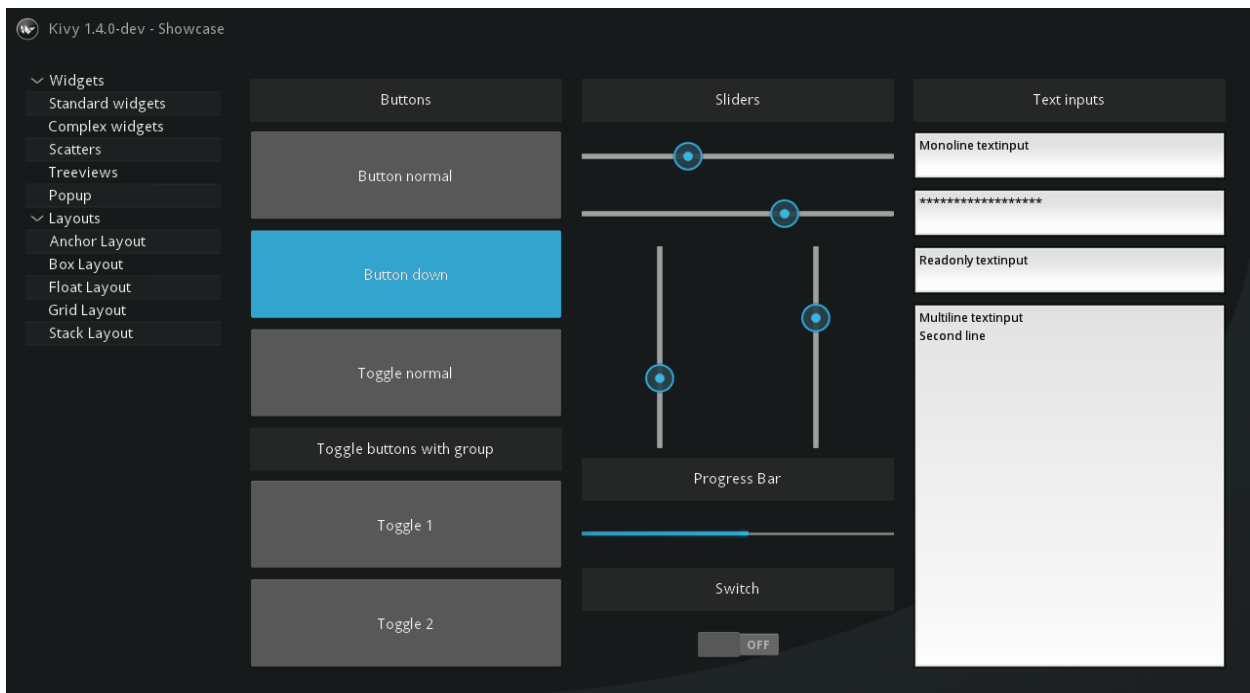 Kivy 1.4.0-dev - Showcase
Widgets
Standard widgets
Complex widgets
Scatters
Treeviews
Popup
Layouts
Anchor Layout
Box Layout
Float Layout
Grid Layout
Stack Layout
Buttons
Button normal
Button down
Toggle normal
Toggle buttons with group
Toggle 1
Toggle 2
Sliders
Progress Bar
Switch
OFF
Text inputs
Monoline textinput
******************
Readonly textinput
Multiline textinput
Second line